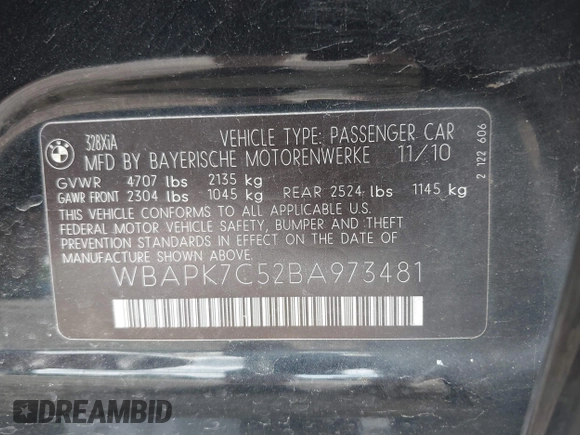 BMW
328XiA
VEHICLE TYPE: PASSENGER CAR
MFD BY BAYERISCHE MOTORENWERKE 11/10
GVWR 4707 lbs 2135 kg
GAWR FRONT 2304 lbs 1045 kg REAR 2524 lbs 1145 kg
THIS VEHICLE CONFORMS TO ALL APPLICABLE U.S.
FEDERAL MOTOR VEHICLE SAFETY, BUMPER, AND THEFT
PREVENTION STANDARDS IN EFFECT ON THE DATE OF
MANUFACTURE SHOWN ABOVE.
WBAPK7C52BA973481
2 122 606
DREAMBID